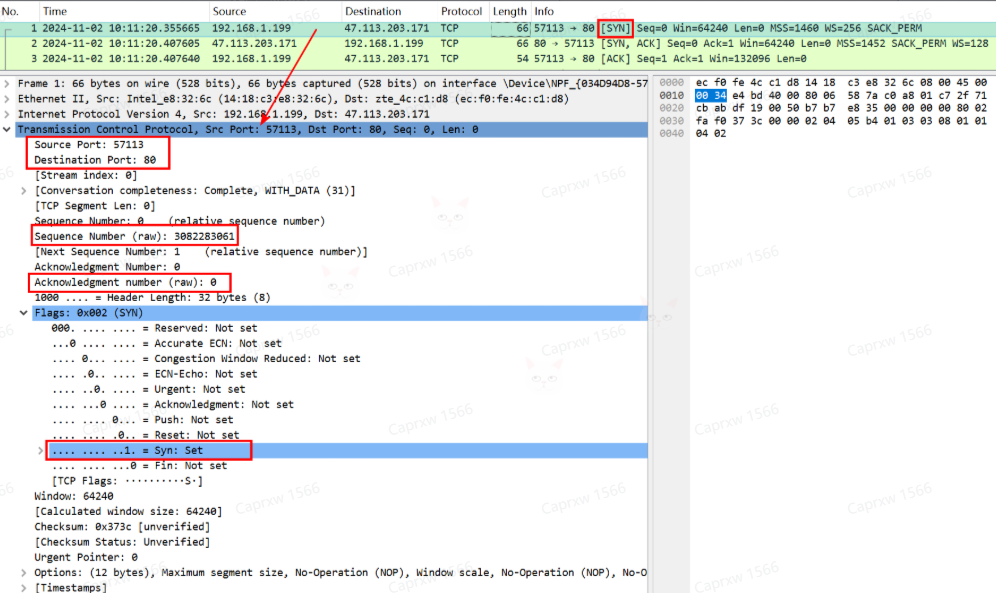 No. Time Source Destination Protocol Length Info
1 2024-11-02 10:11:20.355665 192.168.1.199 47.113.203.171 TCP 66 57113 → 80 [SYN] Seq=0 Win=64240 Len=0 MSS=1460 WS=256 SACK_PERM
2 2024-11-02 10:11:20.407605 47.113.203.171 192.168.1.199 TCP 66 80 → 57113 [SYN, ACK] Seq=0 Ack=1 Win=64240 Len=0 MSS=1452 SACK_PERM WS=128
3 2024-11-02 10:11:20.407640 192.168.1.199 47.113.203.171 TCP 54 57113 → 80 [ACK] Seq=1 Ack=1 Win=132096 Len=0
Frame 1: 66 bytes on wire (528 bits), 66 bytes captured (528 bits) on interface \Device\NPF_{034D94D8-57
Ethernet II, Src: Intel_e8:32:6c (14:18:c3:e8:32:6c), Dst: zte_4c:c1:d8 (ec:f0:fe:4c:c1:d8)
Internet Protocol Version 4, Src: 192.168.1.199, Dst: 47.113.203.171
Transmission Control Protocol, Src Port: 57113, Dst Port: 80, Seq: 0, Len: 0
Source Port: 57113
Destination Port: 80
[Stream index: 0]
[Conversation completeness: Complete, WITH_DATA (31)]
[TCP Segment Len: 0]
Sequence Number: 0 (relative sequence number)
Sequence Number (raw): 3082283061
[Next Sequence Number: 1 (relative sequence number)]
Acknowledgment Number: 0
Acknowledgment number (raw): 0
1000 .... = Header Length: 32 bytes (8)
Flags: 0x002 (SYN)
000. .... .... = Reserved: Not set
...0 .... .... = Accurate ECN: Not set
.... 0... .... = Congestion Window Reduced: Not set
.... .0.. .... = ECN-Echo: Not set
.... ..0. .... = Urgent: Not set
.... ...0 .... = Acknowledgment: Not set
.... .... 0... = Push: Not set
.... .... .0.. = Reset: Not set
.... .... ..1. = Syn: Set
.... .... ...0 = Fin: Not set
[TCP Flags: ··········S·]
Window: 64240
[Calculated window size: 64240]
Checksum: 0x373c [unverified]
[Checksum Status: Unverified]
Urgent Pointer: 0
Options: (12 bytes), Maximum segment size, No-Operation (NOP), Window scale, No-Operation (NOP), No-O
[Timestamps]
0000 ec f0 fe 4c c1 d8 14 18 c3 e8 32 6c 08 00 45 00
0010 00 34 e4 bd 40 00 80 06 58 7a c0 a8 01 c7 2f 71
0020 cb ab df 19 00 50 b7 b7 e8 35 00 00 00 00 80 02
0030 fa f0 37 3c 00 00 02 04 05 b4 01 03 03 08 01 01
0040 04 02
Caprxw 1566